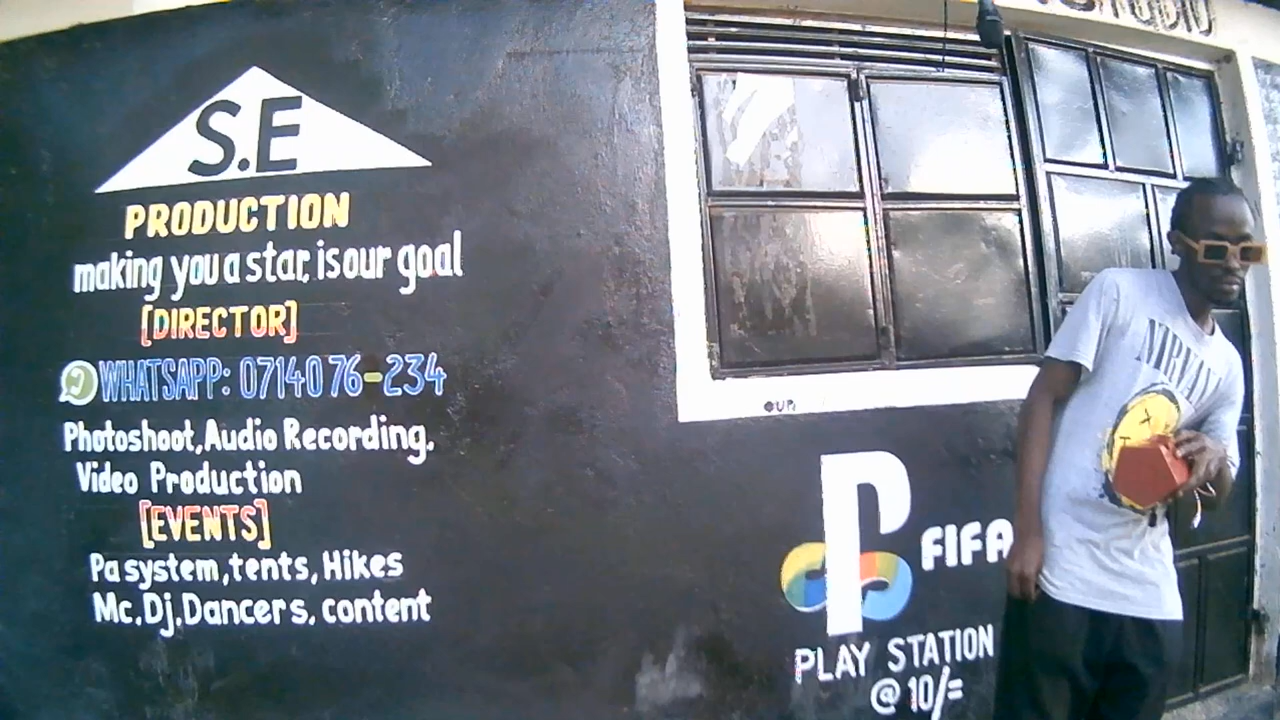 S.E
PRODUCTION
making you a star, is our goal
[DIRECTOR]
WHATSAPP: 0714076-234
Photoshoot, Audio Recording,
Video Production
[EVENTS]
Pa system, tents, Hikes
Mc, Dj, Dancers, content
FIFA
PLAY STATION
@ 10/=